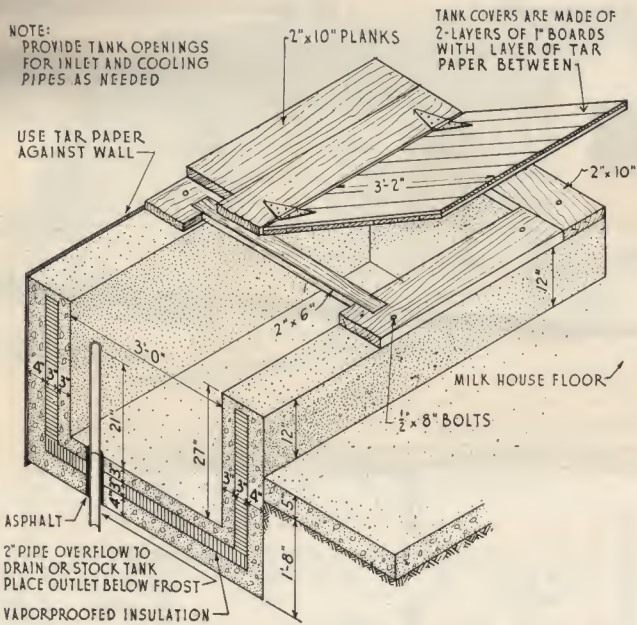 NOTE:
PROVIDE TANK OPENINGS
FOR INLET AND COOLING
PIPES AS NEEDED
2"x10" PLANKS
TANK COVERS ARE MADE OF
2-LAYERS OF 1" BOARDS
WITH LAYER OF TAR
PAPER BETWEEN
USE TAR PAPER
AGAINST WALL
3'-2"
2"x10"
2"x6"
12"
3'-0"
MILK HOUSE FLOOR
4" 3" 3"
21"
27"
12"
1/2"x8" BOLTS
3" 3" 4"
4" 3" 3"
5"
1'-8"
ASPHALT
2" PIPE OVERFLOW TO
DRAIN OR STOCK TANK
PLACE OUTLET BELOW FROST
VAPORPROOFED INSULATION